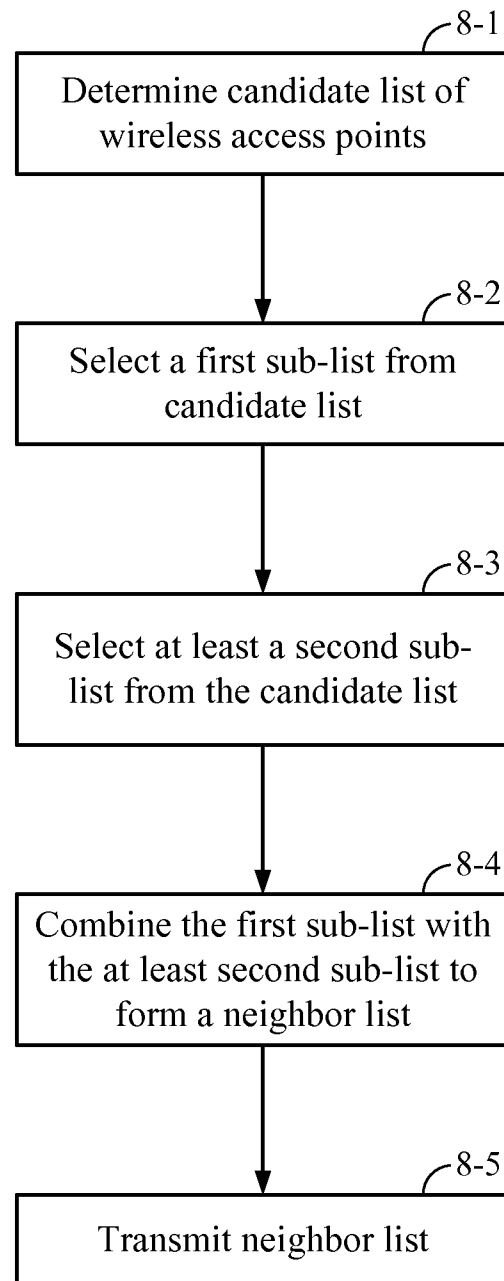 8-1
Determine candidate list of
wireless access points
8-2
Select a first sub-list from
candidate list
8-3
Select at least a second sub-
list from the candidate list
8-4
Combine the first sub-list with
the at least second sub-list to
form a neighbor list
8-5
Transmit neighbor list